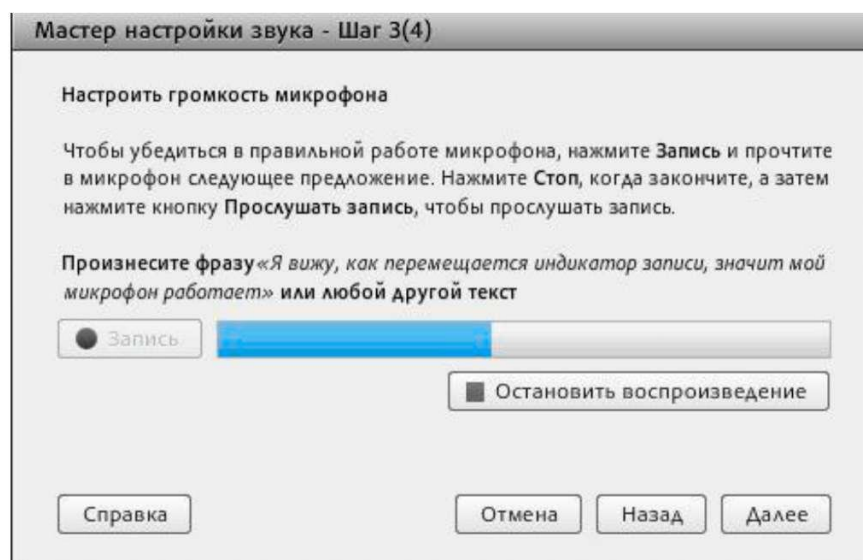 Мастер настройки звука - Шаг 3(4)
Настроить громкость микрофона
Чтобы убедиться в правильной работе микрофона, нажмите Запись и прочтите
в микрофон следующее предложение. Нажмите Стоп, когда закончите, а затем
нажмите кнопку Прослушать запись, чтобы прослушать запись.
Произнесите фразу«Я вижу, как перемещается индикатор записи, значит мой
микрофон работает» или любой другой текст
Запись
Остановить воспроизведение
Справка Отмена Назад Далее